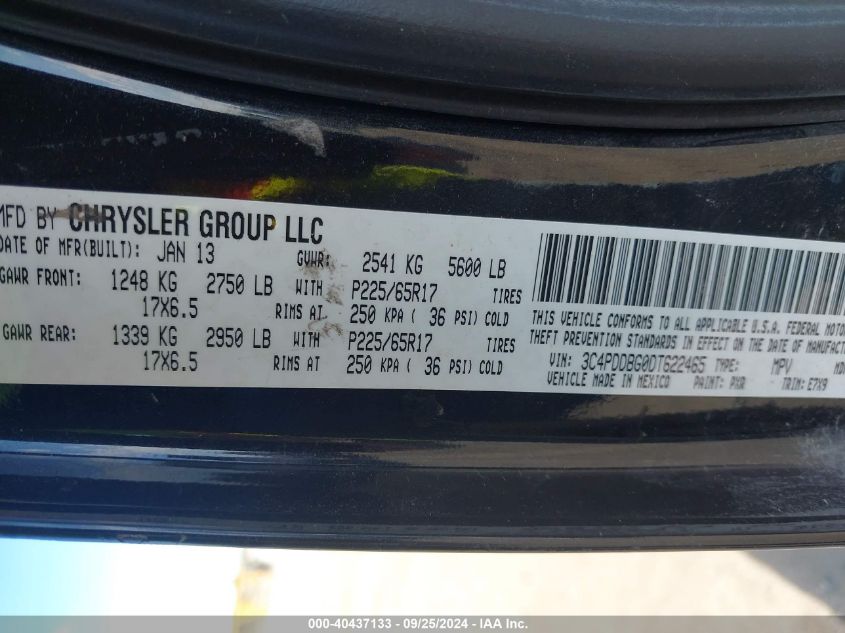 MFD BY CHRYSLER GROUP LLC
DATE OF MFR(BUILT): JAN 13 GVWR: 2541 KG 5600 LB
GAWR FRONT: 1248 KG 2750 LB WITH P225/65R17 TIRES
17X6.5 RIMS AT 250 KPA ( 36 PSI) COLD
GAWR REAR: 1339 KG 2950 LB WITH P225/65R17 TIRES
17X6.5 RIMS AT 250 KPA ( 36 PSI) COLD
THIS VEHICLE CONFORMS TO ALL APPLICABLE U.S.A. FEDERAL MOTOR
THEFT PREVENTION STANDARDS IN EFFECT ON THE DATE OF MANUFACT
VIN: 3C4PDDBG0DT622465 TYPE: MPV
VEHICLE MADE IN MEXICO PAINT: PXR TRIM: E7X9
000-40437133 - 09/25/2024 - IAA Inc.